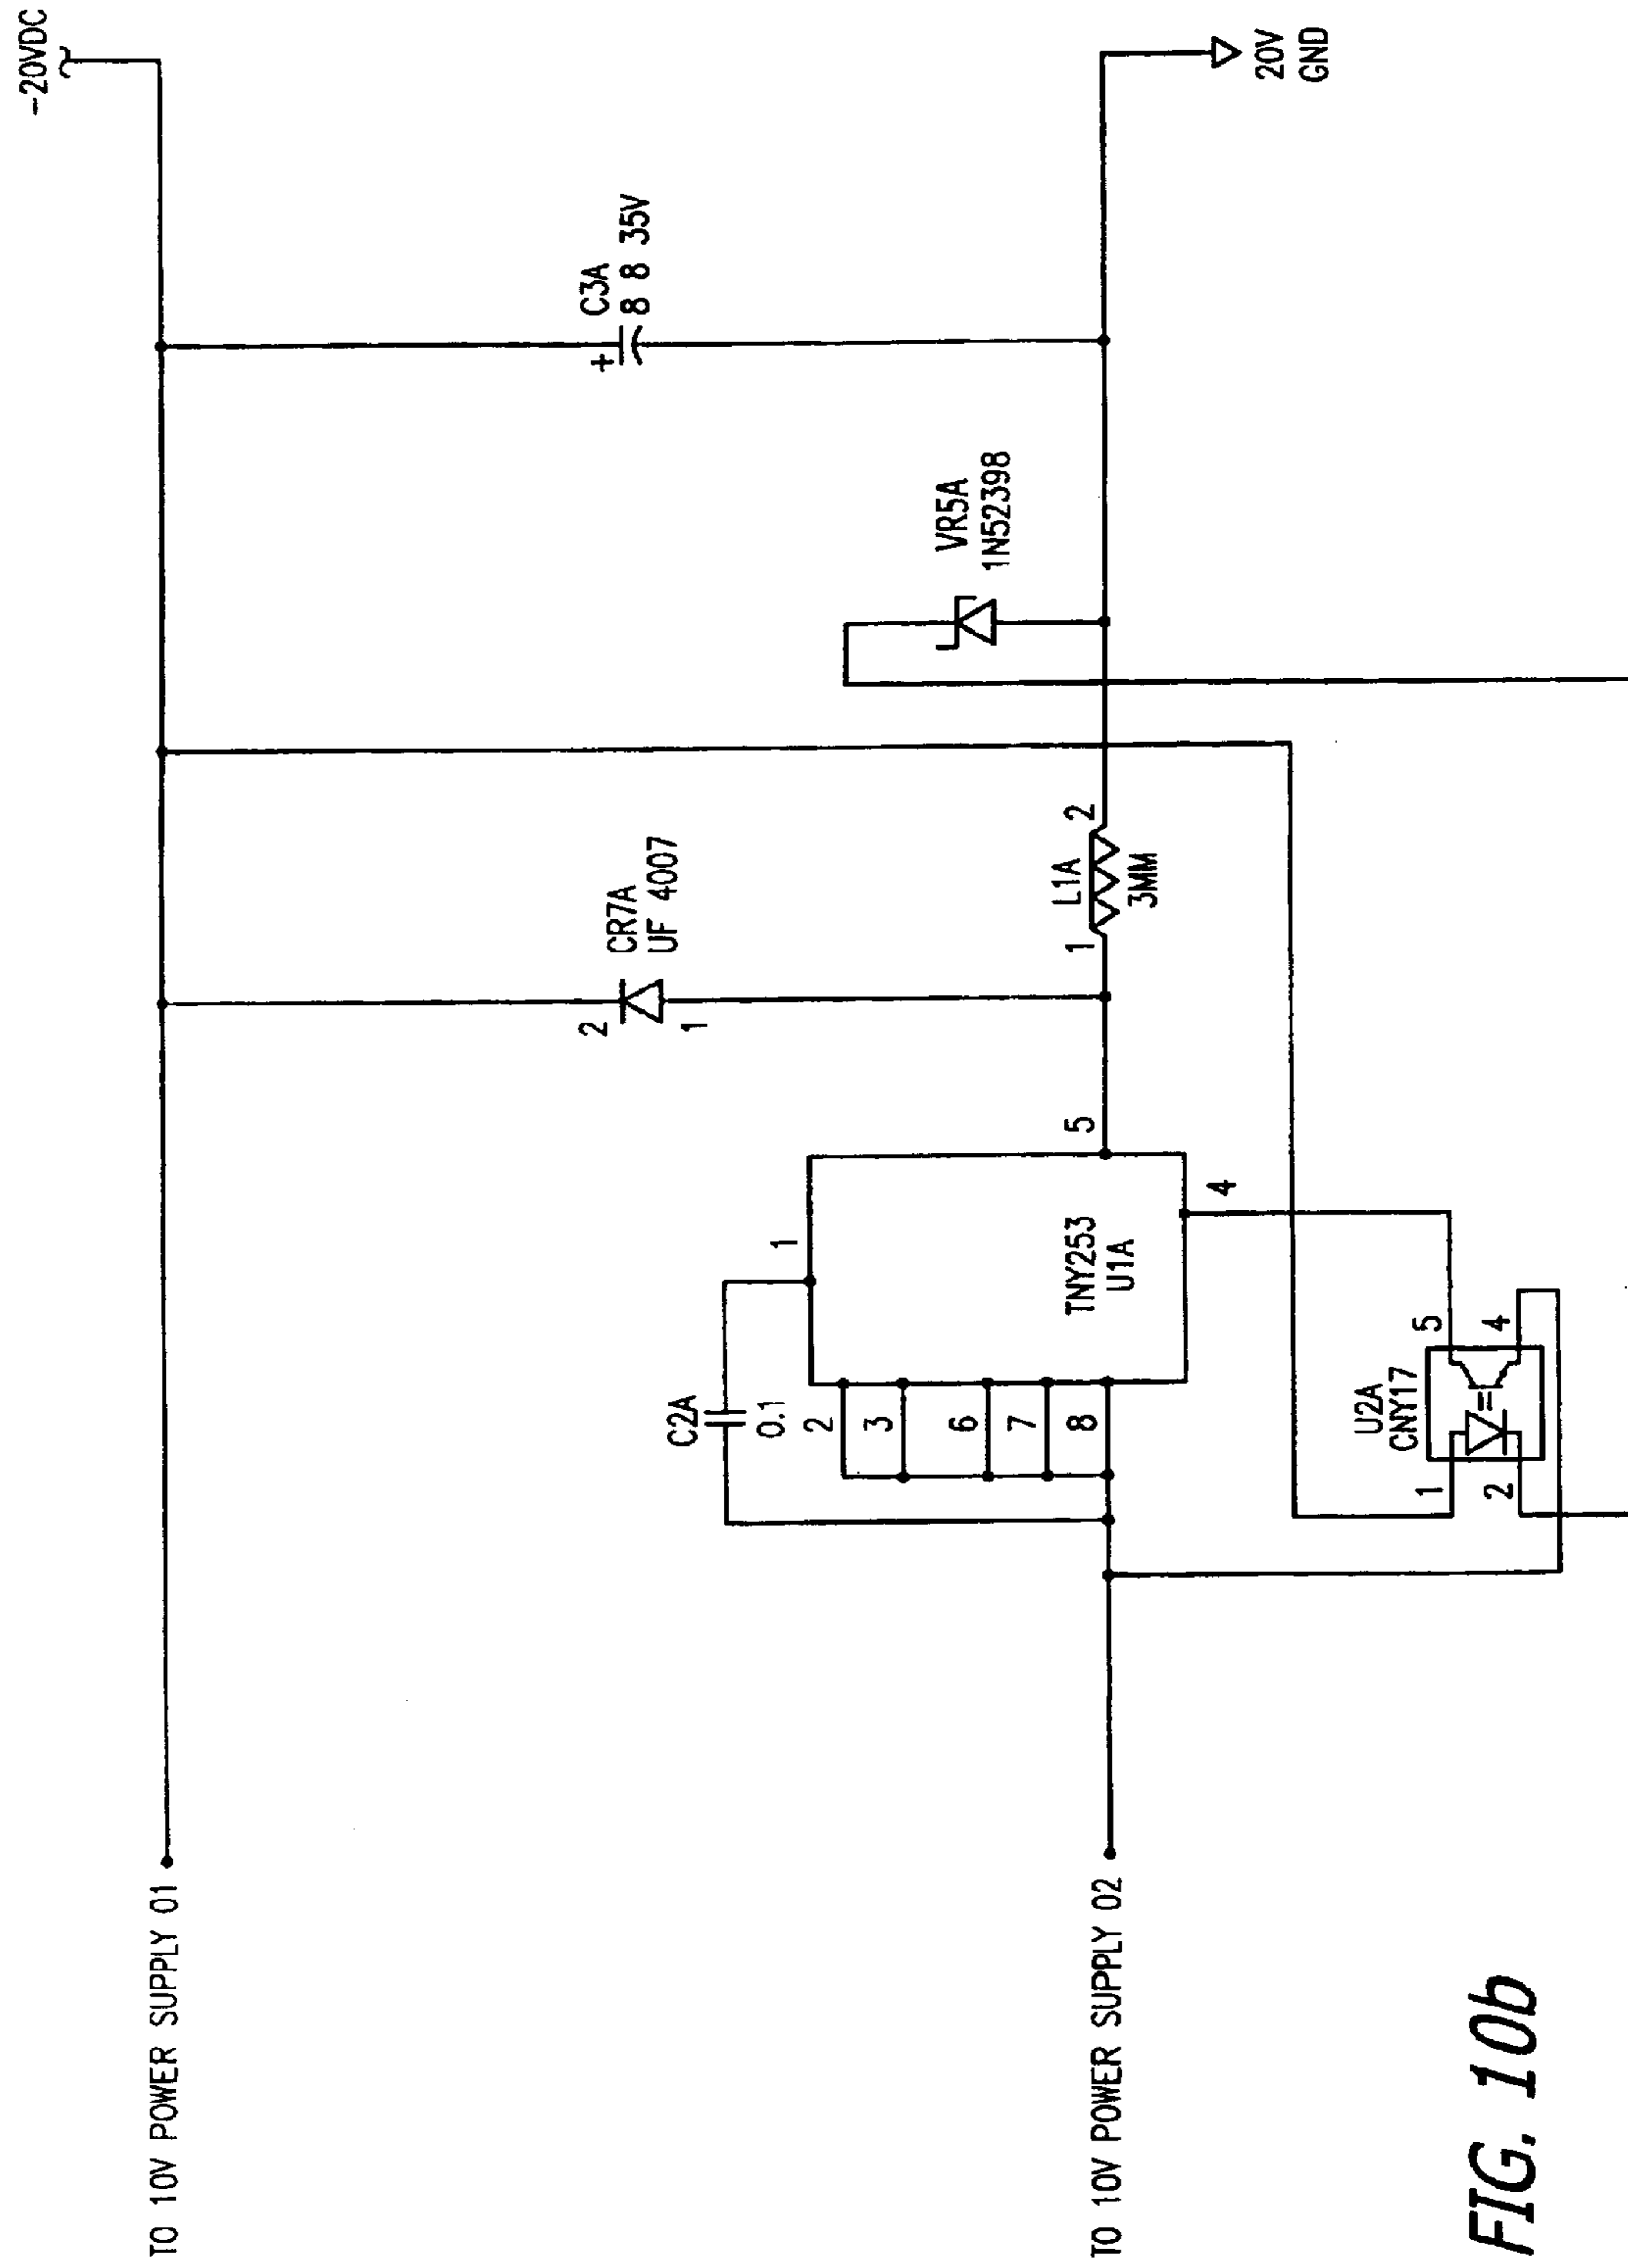 -20VDC
C3A
+
8 8 35V
20V
GND
VR5A
1N52398
CR7A
UF 4007
2
1
L1A
1
2
3MM
5
1
4
TNY253
U1A
C2A
0.1
2
3
6
7
8
U2A
CNY17
5
4
1
2
TO 10V POWER SUPPLY 01
TO 10V POWER SUPPLY 02
FIG. 10b